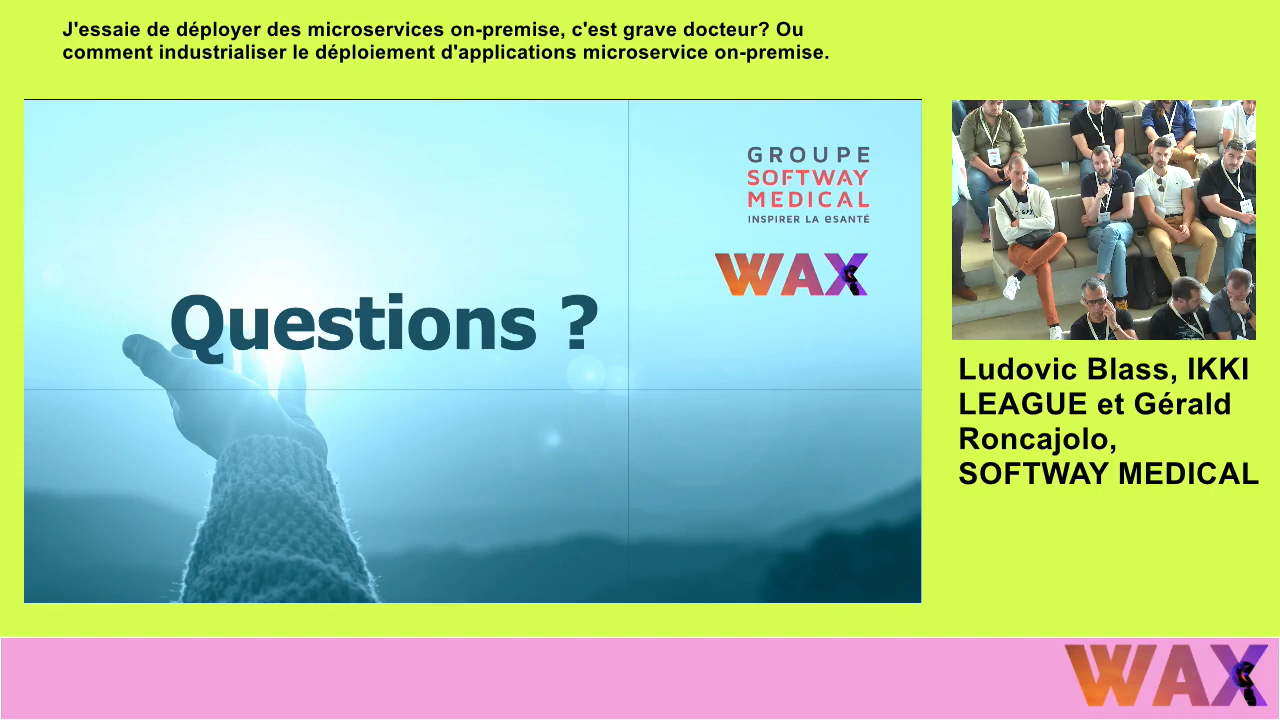 J'essaie de déployer des microservices on-premise, c'est grave docteur? Ou
comment industrialiser le déploiement d'applications microservice on-premise.
GROUPE
SOFTWAY
MEDICAL
INSPIRER LA eSANTÉ
WAX
Questions ?
Ludovic Blass, IKKI
LEAGUE et Gérald
Roncajolo,
SOFTWAY MEDICAL
WAX